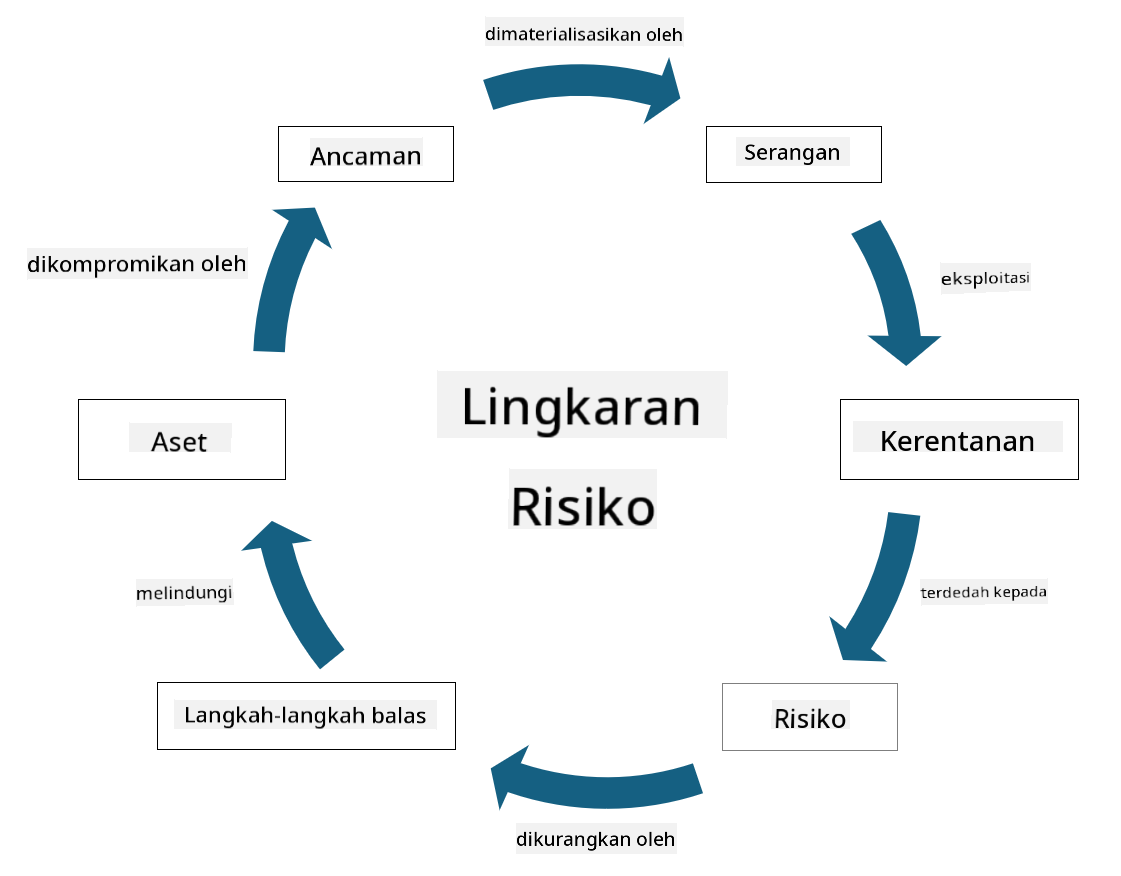 dimaterialisasikan oleh
Ancaman
Serangan
dikompromikan oleh
eksploitasi
Lingkaran
Risiko
Aset
Kerentanan
melindungi
terdedah kepada
Langkah-langkah balas
Risiko
dikurangkan oleh